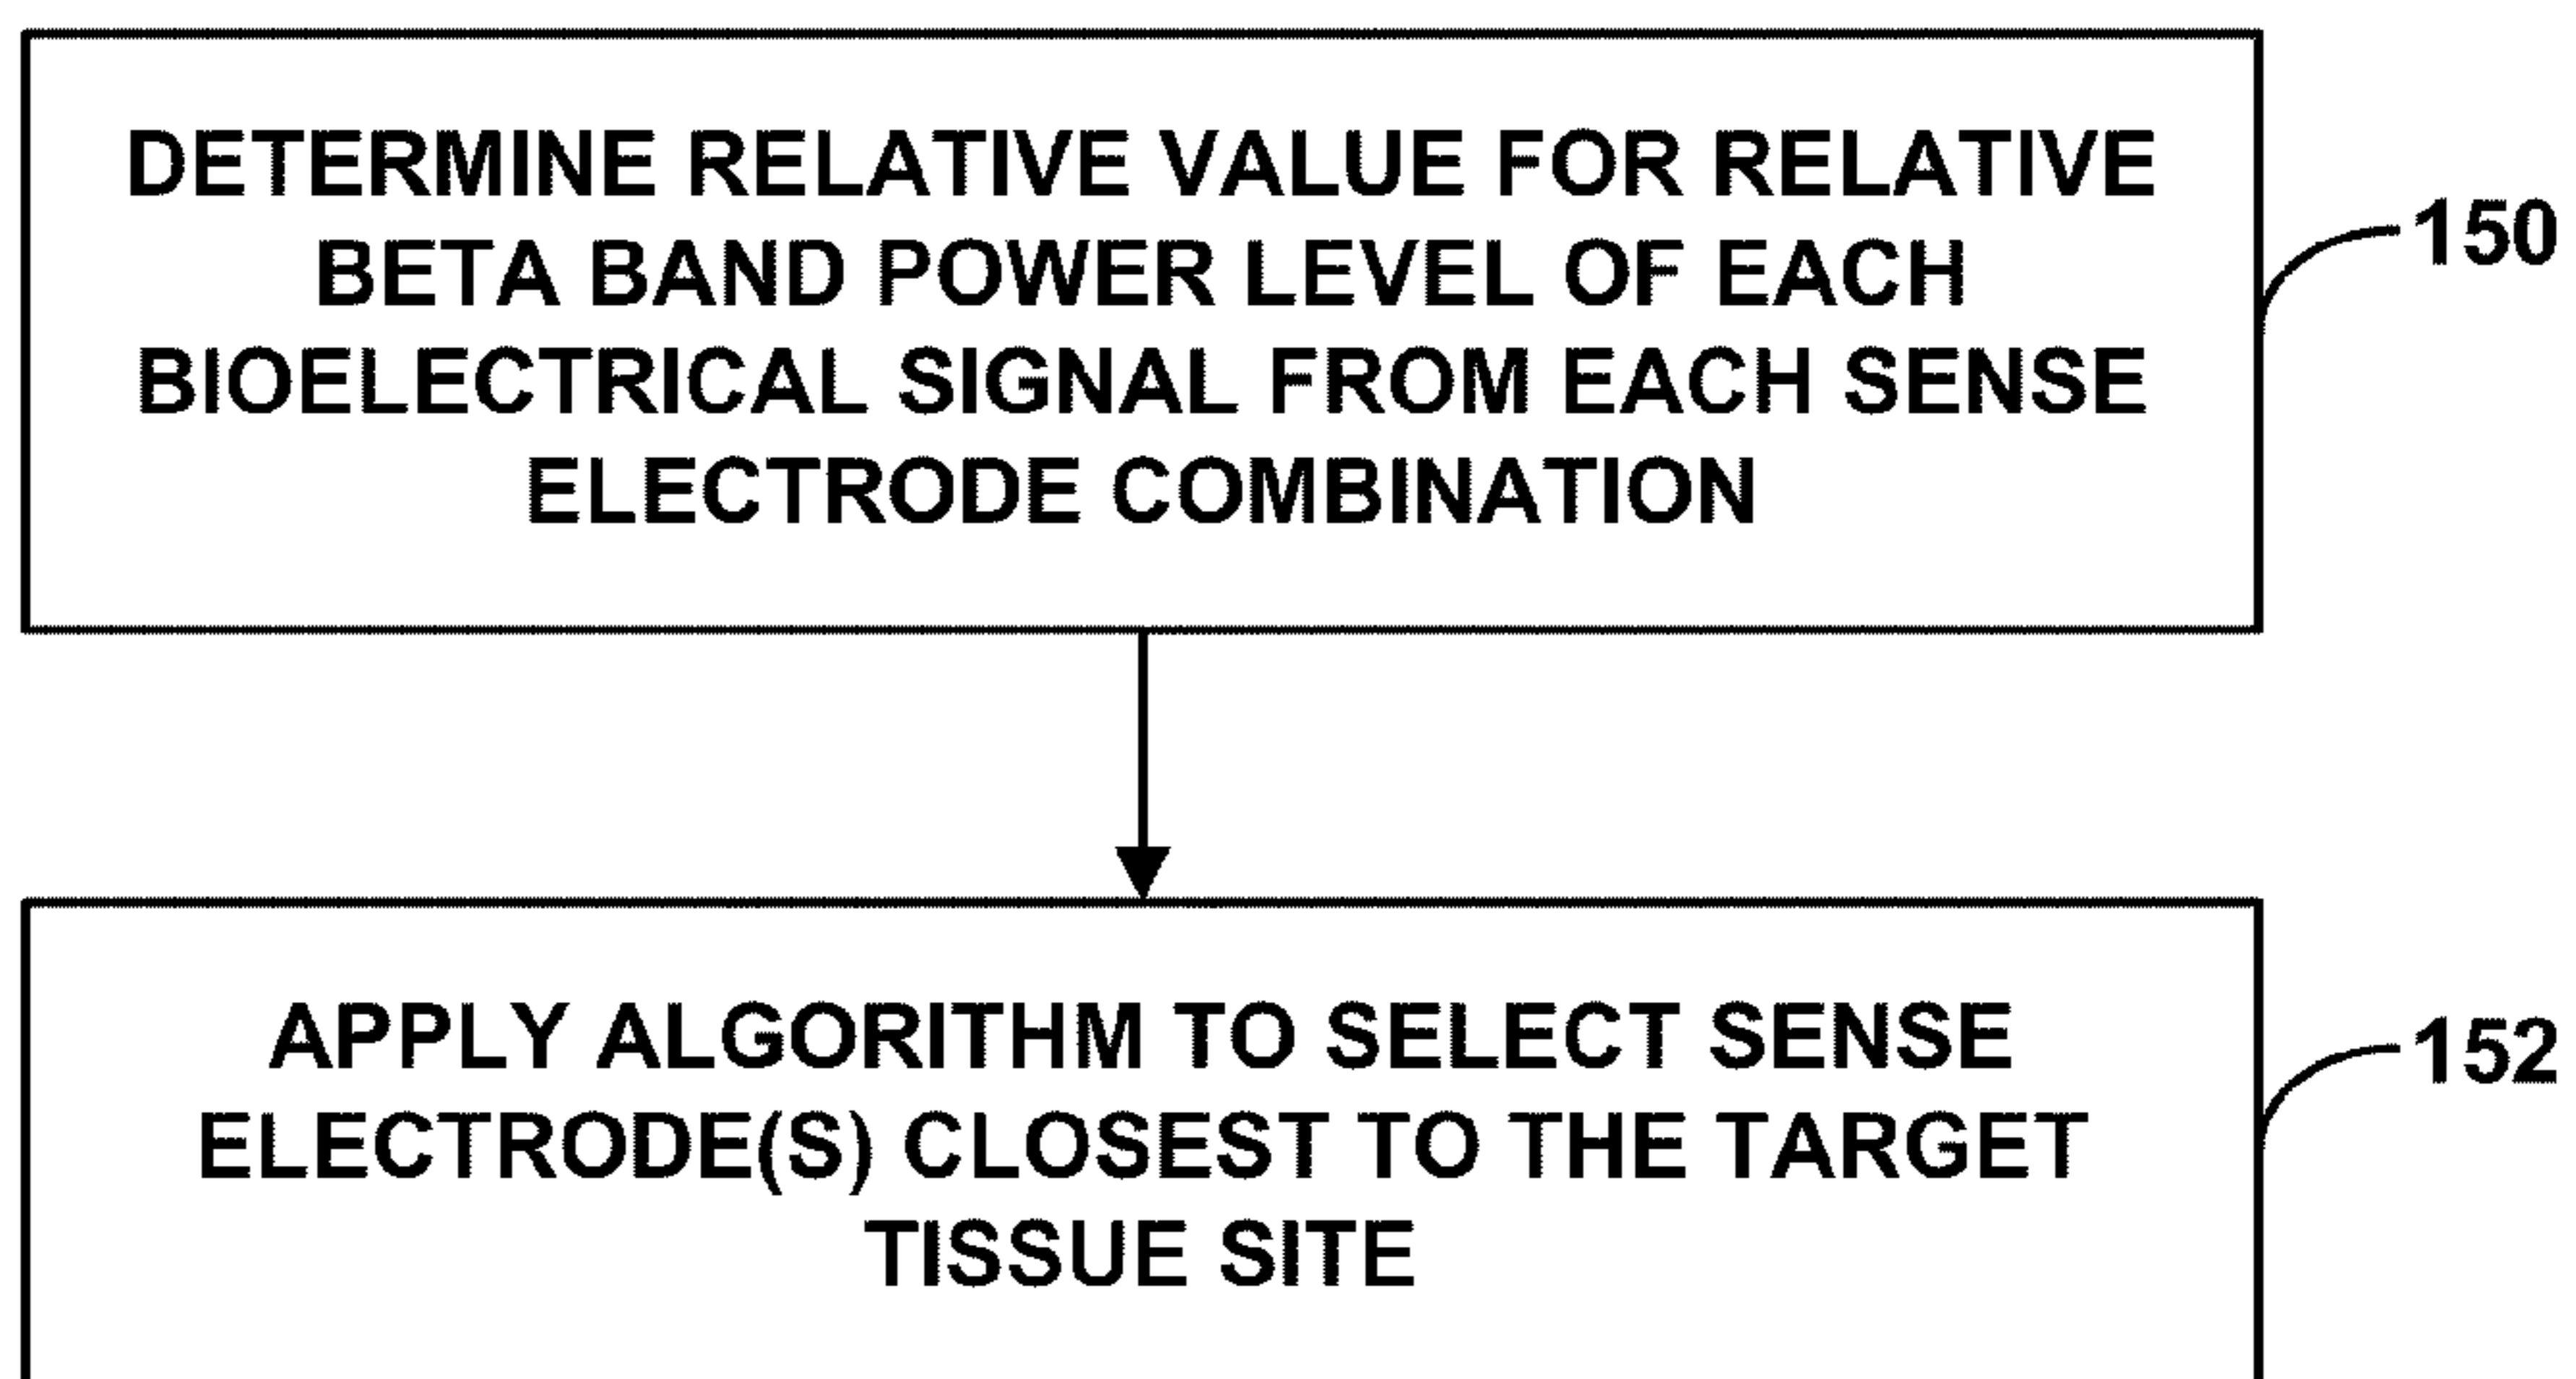 DETERMINE RELATIVE VALUE FOR RELATIVE
BETA BAND POWER LEVEL OF EACH
BIOELECTRICAL SIGNAL FROM EACH SENSE
ELECTRODE COMBINATION
150
APPLY ALGORITHM TO SELECT SENSE
ELECTRODE(S) CLOSEST TO THE TARGET
TISSUE SITE
152